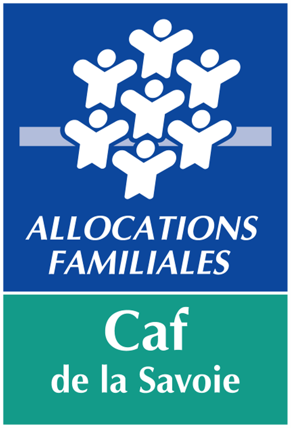 ALLOCATIONS
FAMILIALES
Caf
de la Savoie